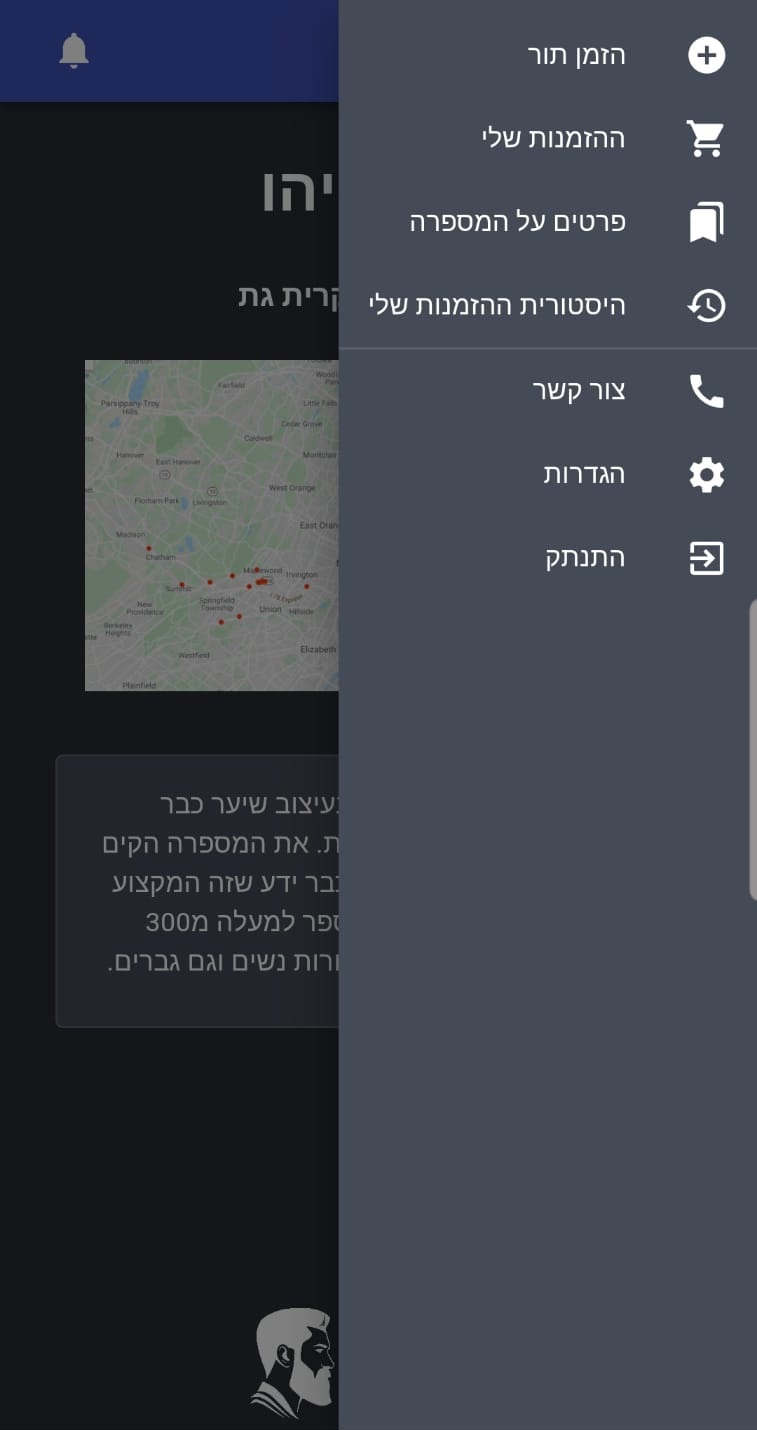 הזמן תור
ההזמנות שלי
פרטים על המספרה
היסטורית ההזמנות שלי
צור קשר
הגדרות
התנתק
יהו
קרית גת
Fairfield
Parsippany-Troy
Hills
Little Falls
Cedar Grove
Caldwell
Hanover
East Hanover
Montclair
West Orange
Florham Park
Livingston
East Oran
Madison
Chatham
Maplewood
Irvington
Summit
Springfield
Township
New
Providence
Union
Hillside
Berkeley
Heights
Westfield
Elizabeth
Plainfield
עיצוב שיער כבר
ת. את המספרה הקים
כבר ידע שזה המקצוע
ספר למעלה מ300
ורות נשים וגם גברים.